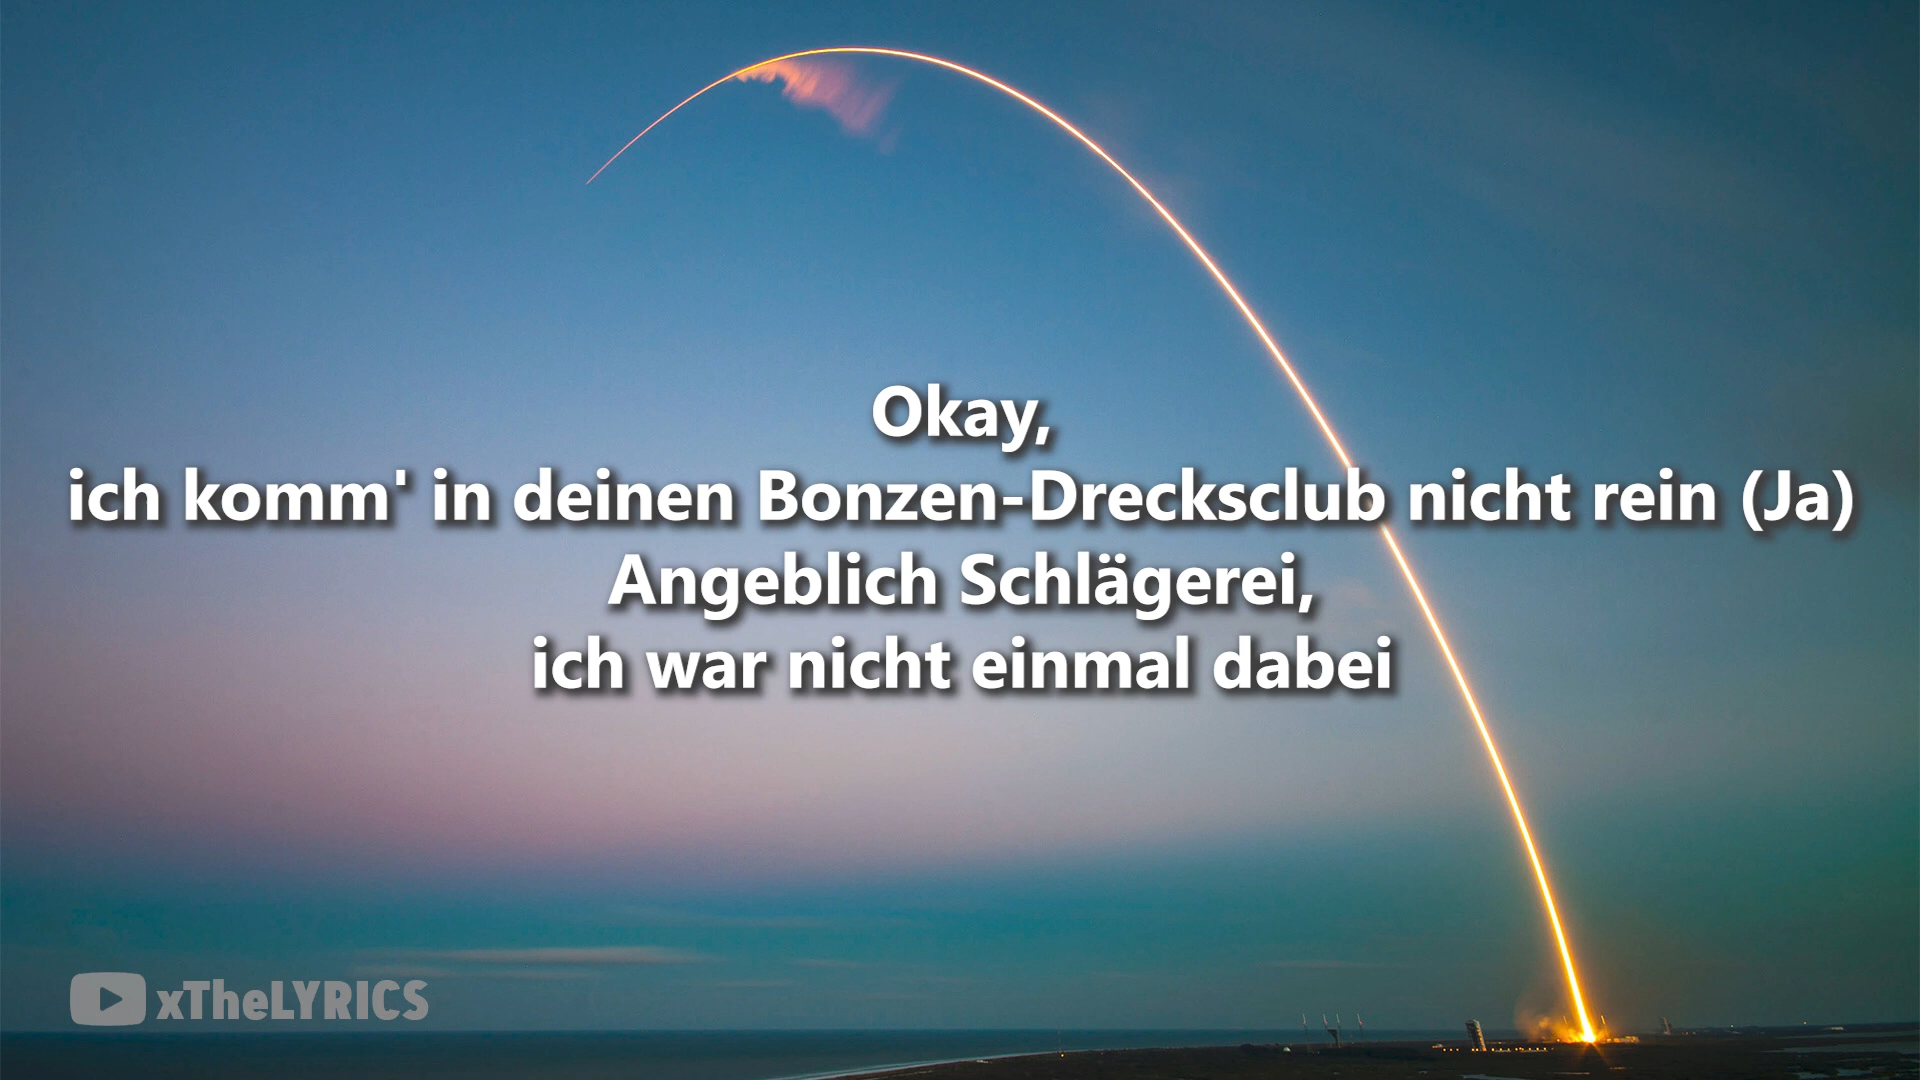 Okay,
ich komm' in deinen Bonzen-Drecksclub nicht rein (Ja)
Angeblich Schlägerei,
ich war nicht einmal dabei
xTheLYRICS